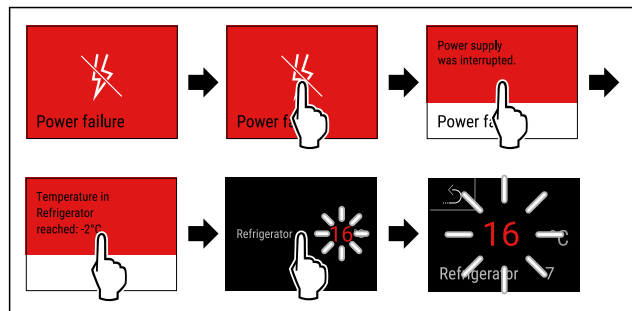 Power failure
Power fa
Power supply
was interrupted.
Power fa
Temperature in
Refrigerator
reached: -2°C
Refrigerator 16°C
16 °C
Refrigerator 7